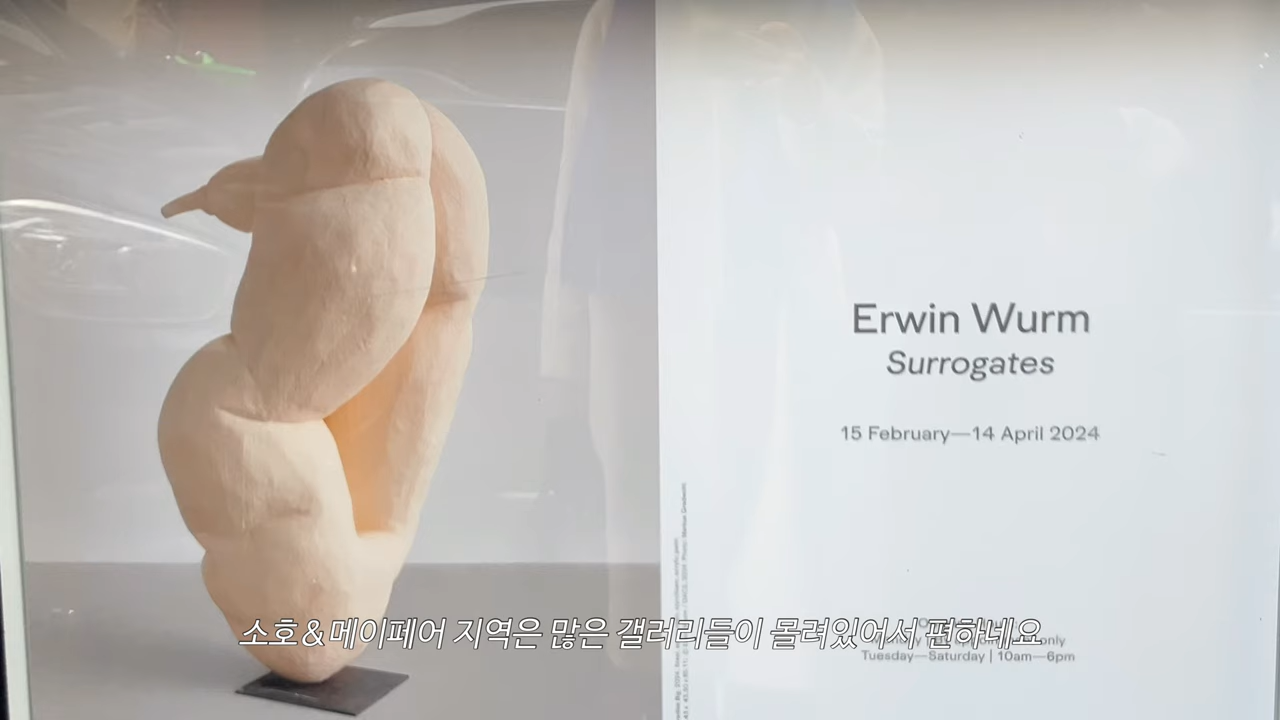 Erwin Wurm
Surrogates
15 February—14 April 2024
only
Tuesday—Saturday | 10am—6pm
소호&메이페어 지역은 많은 갤러리들이 몰려있어서 편하네요